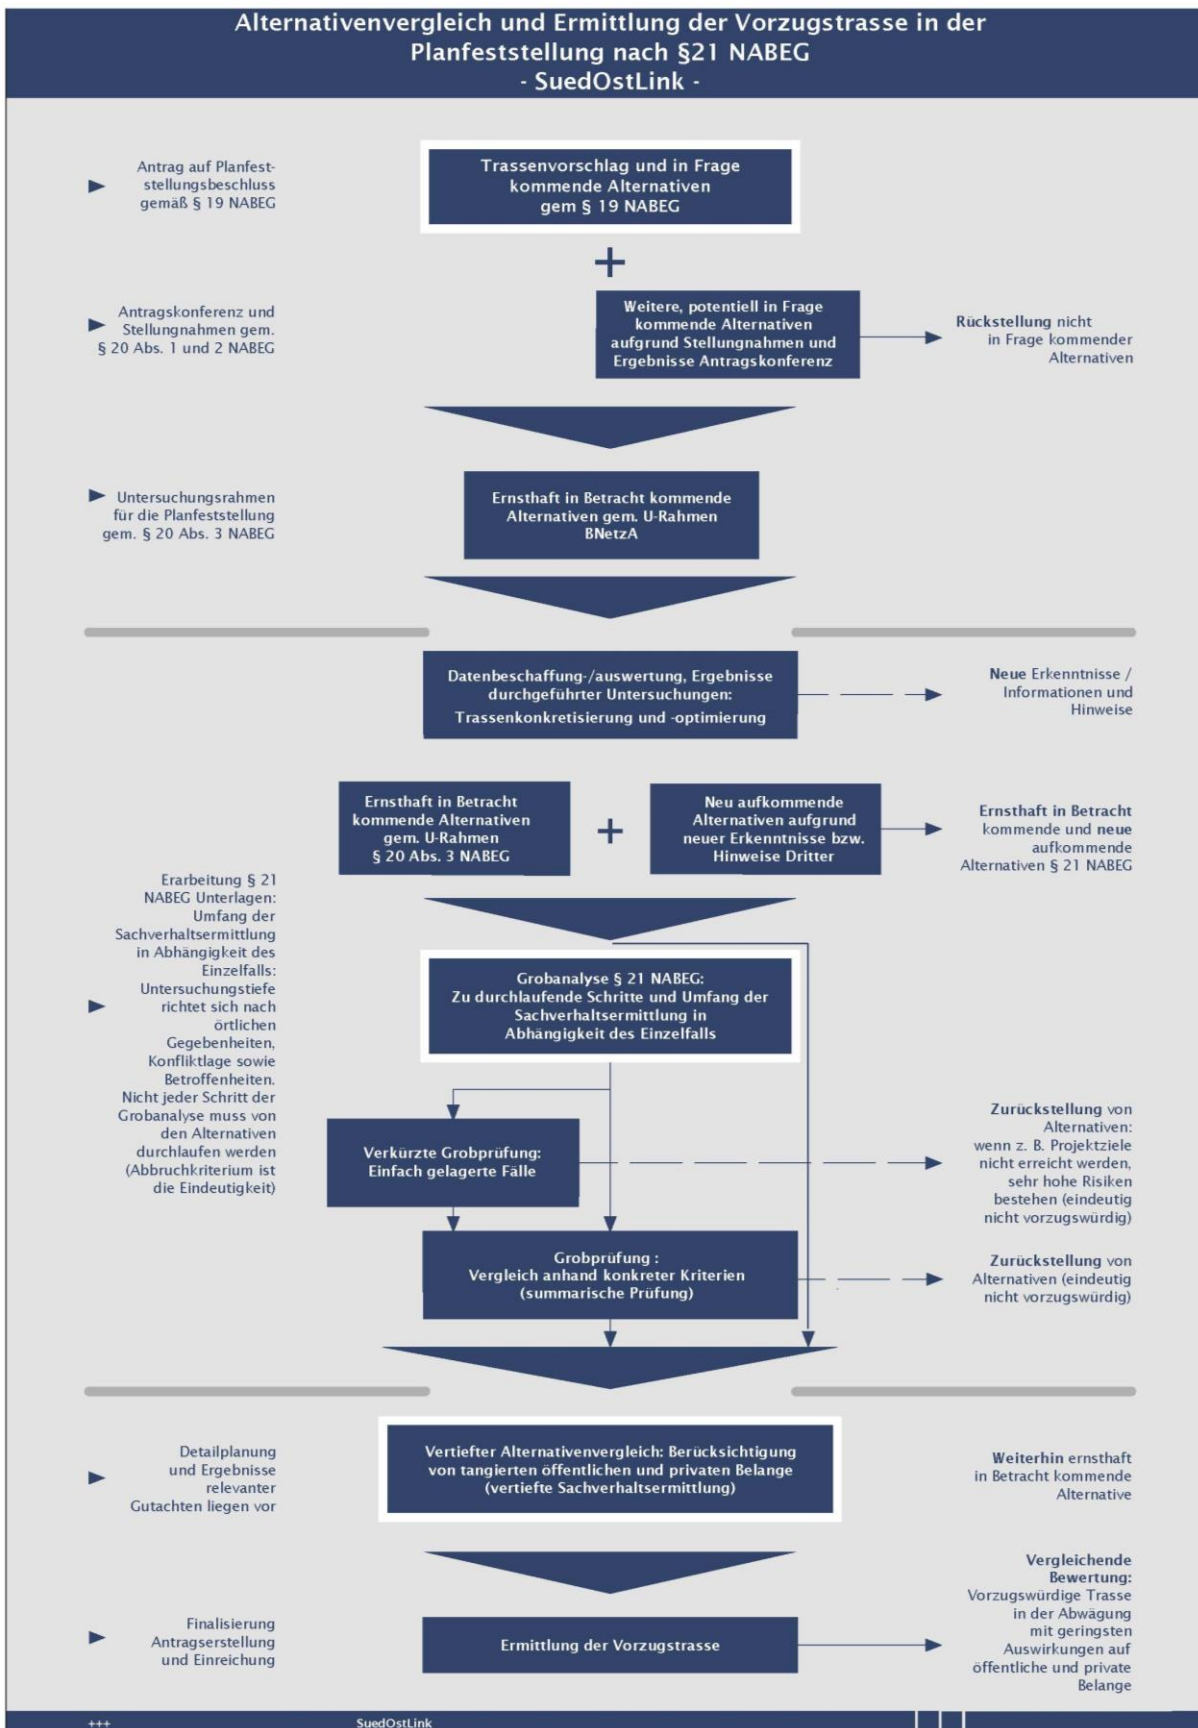 Alternativenvergleich und Ermittlung der Vorzugstrasse in der
Planfeststellung nach §21 NABEG
- SuedOstLink -
Antrag auf Planfest-
stellungsbeschluss
gemäß § 19 NABEG
Trassenvorschlag und in Frage
kommende Alternativen
gem § 19 NABEG
+
Antragskonferenz und
Stellungnahmen gem.
§ 20 Abs. 1 und 2 NABEG
Weitere, potentiell in Frage
kommende Alternativen
aufgrund Stellungnahmen und
Ergebnisse Antragskonferenz
Rückstellung nicht
in Frage kommender
Alternativen
Untersuchungsrahmen
für die Planfeststellung
gem. § 20 Abs. 3 NABEG
Ernsthaft in Betracht kommende
Alternativen gem. U-Rahmen
BNetzA
Datenbeschaffung-/auswertung, Ergebnisse
durchgeführter Untersuchungen:
Trassenkonkretisierung und -optimierung
Neue Erkenntnisse /
Informationen und
Hinweise
Ernsthaft in Betracht
kommende Alternativen
gem. U-Rahmen
§ 20 Abs. 3 NABEG
+
Neu aufkommende
Alternativen aufgrund
neuer Erkenntnisse bzw.
Hinweise Dritter
Ernsthaft in Betracht
kommende und neue
aufkommende
Alternativen § 21 NABEG
Erarbeitung § 21
NABEG Unterlagen:
Umfang der
Sachverhaltsermittlung
in Abhängigkeit des
Einzelfalls:
Untersuchungstiefe
richtet sich nach
örtlichen
Gegebenheiten,
Konfliktlage sowie
Betroffenheiten.
Nicht jeder Schritt der
Grobanalyse muss von
den Alternativen
durchlaufen werden
(Abbruchkriterium ist
die Eindeutigkeit)
Grobanalyse § 21 NABEG:
Zu durchlaufende Schritte und Umfang der
Sachverhaltsermittlung in
Abhängigkeit des Einzelfalls
Verkürzte Grobprüfung:
Einfach gelagerte Fälle
Zurückstellung von
Alternativen:
wenn z. B. Projektziele
nicht erreicht werden,
sehr hohe Risiken
bestehen (eindeutig
nicht vorzugswürdig)
Grobprüfung :
Vergleich anhand konkreter Kriterien
(summarische Prüfung)
Zurückstellung von
Alternativen (eindeutig
nicht vorzugswürdig)
Detailplanung
und Ergebnisse
relevanter
Gutachten liegen vor
Vertiefter Alternativenvergleich: Berücksichtigung
von tangierten öffentlichen und privaten Belange
(vertiefte Sachverhaltsermittlung)
Weiterhin ernsthaft
in Betracht kommende
Alternative
Finalisierung
Antragserstellung
und Einreichung
Ermittlung der Vorzugstrasse
Vergleichende
Bewertung:
Vorzugswürdige Trasse
in der Abwägung
mit geringsten
Auswirkungen auf
öffentliche und private
Belange
+++
SuedOstLink